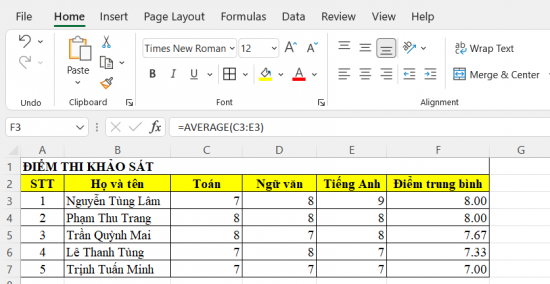 File Home Insert Page Layout Formulas Data Review View
Paste
Times New Roman 12 A^ Aˇ
B I U A
ab Wrap Text
Merge & Center
Undo Clipboard Font Alignment
F3 fx =AVERAGE(C3:E3)
A B C D E F G
1 ĐIỂM THI KHẢO SÁT
2 STT Họ và tên Toán Ngữ văn Tiếng Anh Điểm trung bình
3 1 Nguyễn Tùng Lâm 7 8 9 8.00
4 2 Phạm Thu Trang 8 8 8 8.00
5 3 Trần Quỳnh Mai 8 7 8 7.67
6 4 Lê Thanh Tùng 7 8 7 7.33
7 5 Trịnh Tuấn Minh 7 7 7 7.00